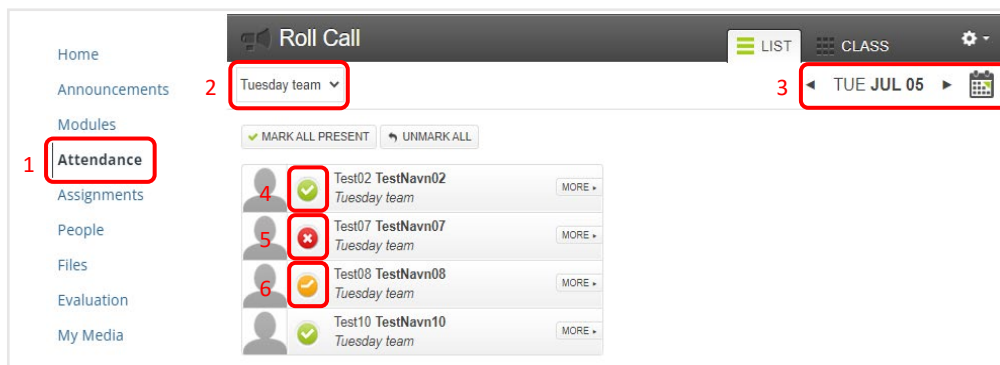 Home
Announcements
Modules
1 Attendance
Assignments
People
Files
Evaluation
My Media
Roll Call
LIST
CLASS
2 Tuesday team
3 TUE JUL 05
MARK ALL PRESENT
UNMARK ALL
4 Test02 TestNavn02
Tuesday team
MORE
5 Test07 TestNavn07
Tuesday team
MORE
6 Test08 TestNavn08
Tuesday team
MORE
Test10 TestNavn10
Tuesday team
MORE